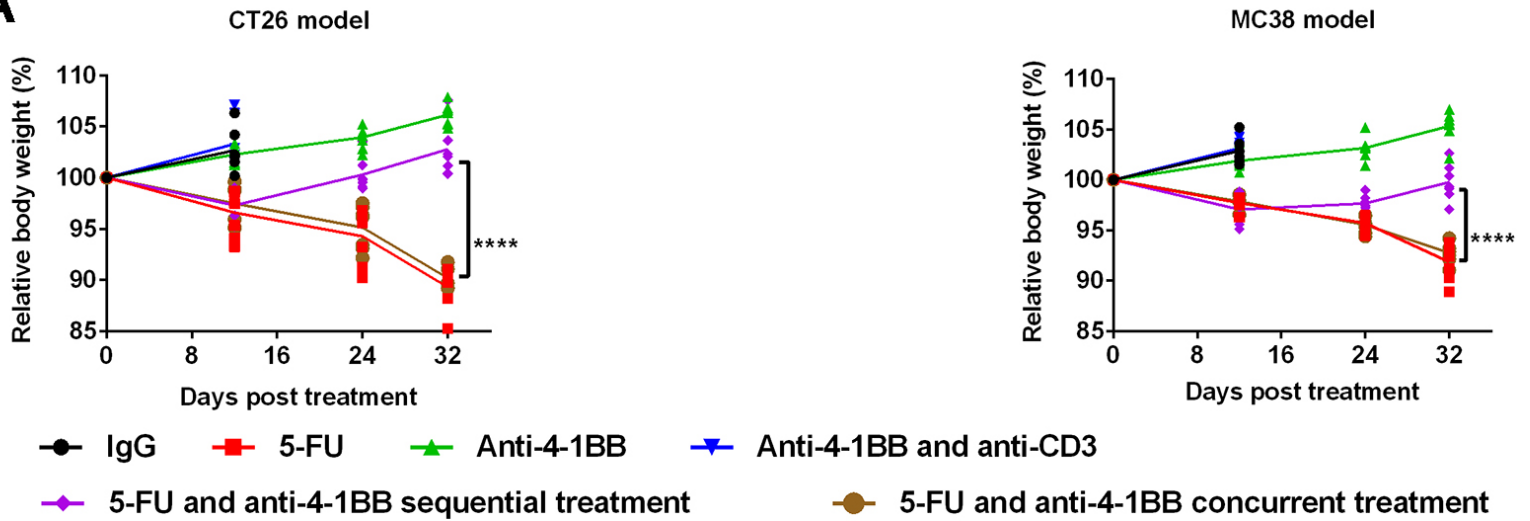 A
CT26 model
Relative body weight (%)
110
105
100
95
90
85
****
0 8 16 24 32
Days post treatment
MC38 model
Relative body weight (%)
110
105
100
95
90
85
****
0 8 16 24 32
Days post treatment
IgG 5-FU Anti-4-1BB Anti-4-1BB and anti-CD3
5-FU and anti-4-1BB sequential treatment 5-FU and anti-4-1BB concurrent treatment